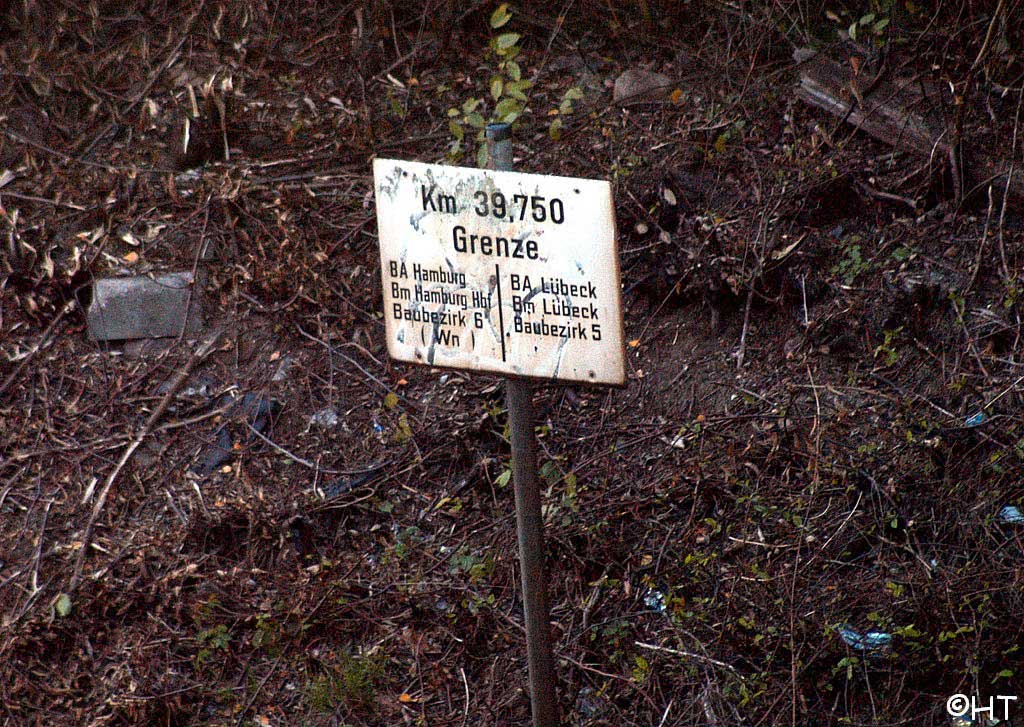 Km 39,750
Grenze
BA Hamburg
Bm Hamburg Hbf
Baubezirk 6
( Wn )
BA Lübeck
Bm Lübeck
Baubezirk 5
©HT